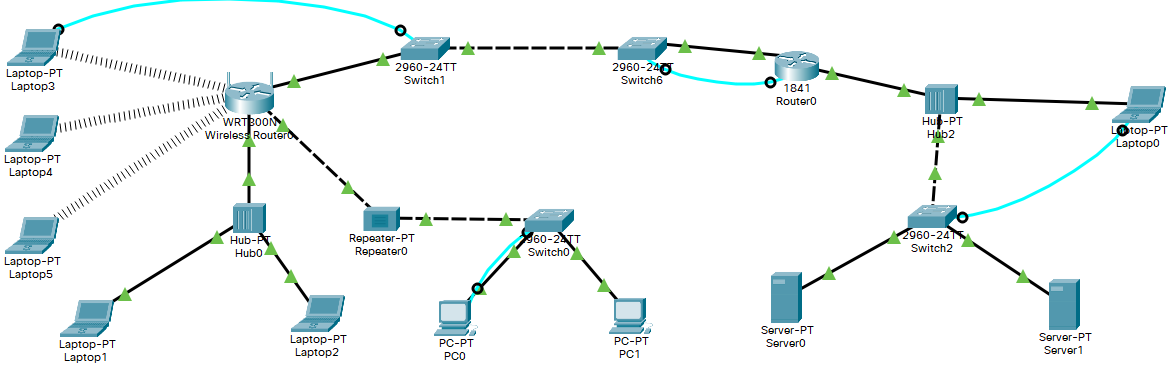 Laptop-PT
Laptop3
2960-24TT
Switch1
2960-24TT
Switch6
1841
Router0
WRT300N
Wireless Router0
Hub-PT
Hub2
Laptop-PT
Laptop0
Laptop-PT
Laptop4
Laptop-PT
Laptop5
Hub-PT
Hub0
Repeater-PT
Repeater0
2960-24TT
Switch0
2960-24TT
Switch2
Laptop-PT
Laptop1
Laptop-PT
Laptop2
PC-PT
PC0
PC-PT
PC1
Server-PT
Server0
Server-PT
Server1